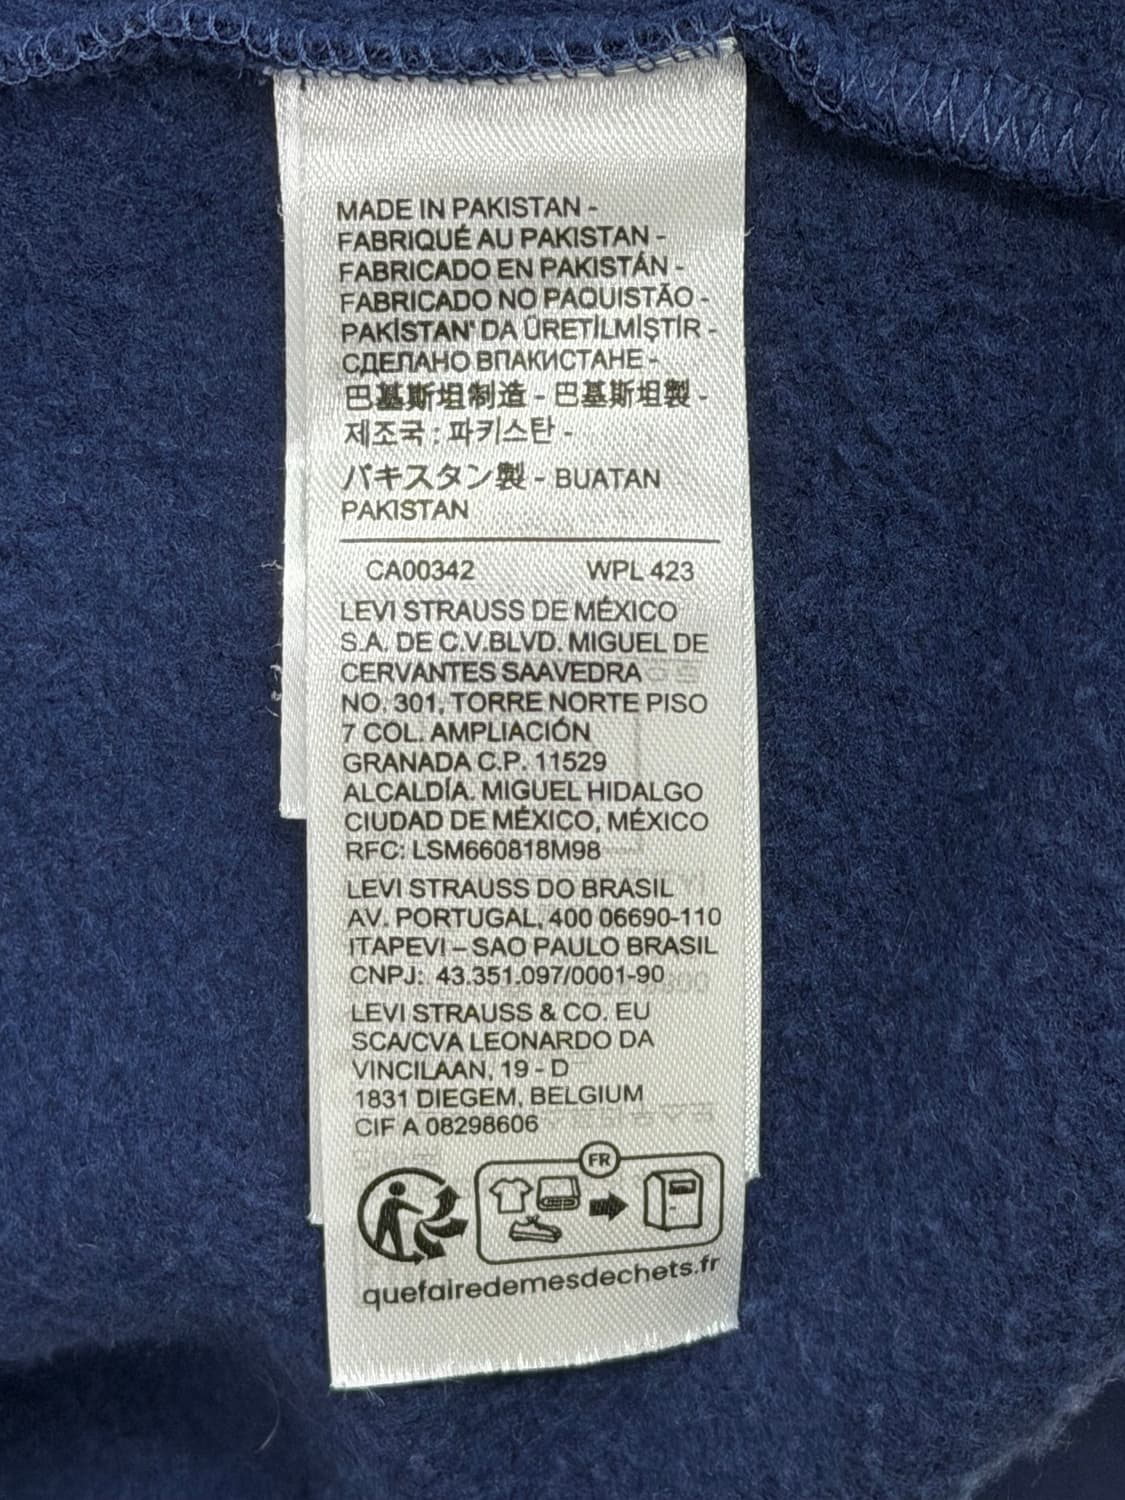 MADE IN PAKISTAN -
FABRIQUÉ AU PAKISTAN -
FABRICADO EN PAKISTÁN -
FABRICADO NO PAQUISTÃO -
PAKİSTAN' DA ÜRETİLMİŞTİR -
СДЕЛАНО ВПАКИСТАНЕ -
巴基斯坦制造 - 巴基斯坦製 -
제조국 : 파키스탄 -
パキスタン製 - BUATAN
PAKISTAN
CA00342 WPL 423
LEVI STRAUSS DE MÉXICO
S.A. DE C.V.BLVD. MIGUEL DE
CERVANTES SAAVEDRA
NO. 301, TORRE NORTE PISO
7 COL. AMPLIACIÓN
GRANADA C.P. 11529
ALCALDÍA. MIGUEL HIDALGO
CIUDAD DE MÉXICO, MÉXICO
RFC: LSM660818M98
LEVI STRAUSS DO BRASIL
AV. PORTUGAL, 400 06690-110
ITAPEVI – SAO PAULO BRASIL
CNPJ: 43.351.097/0001-90
LEVI STRAUSS & CO. EU
SCA/CVA LEONARDO DA
VINCILAAN, 19 - D
1831 DIEGEM, BELGIUM
CIF A 08298606
FR
quefairedemesdechets.fr